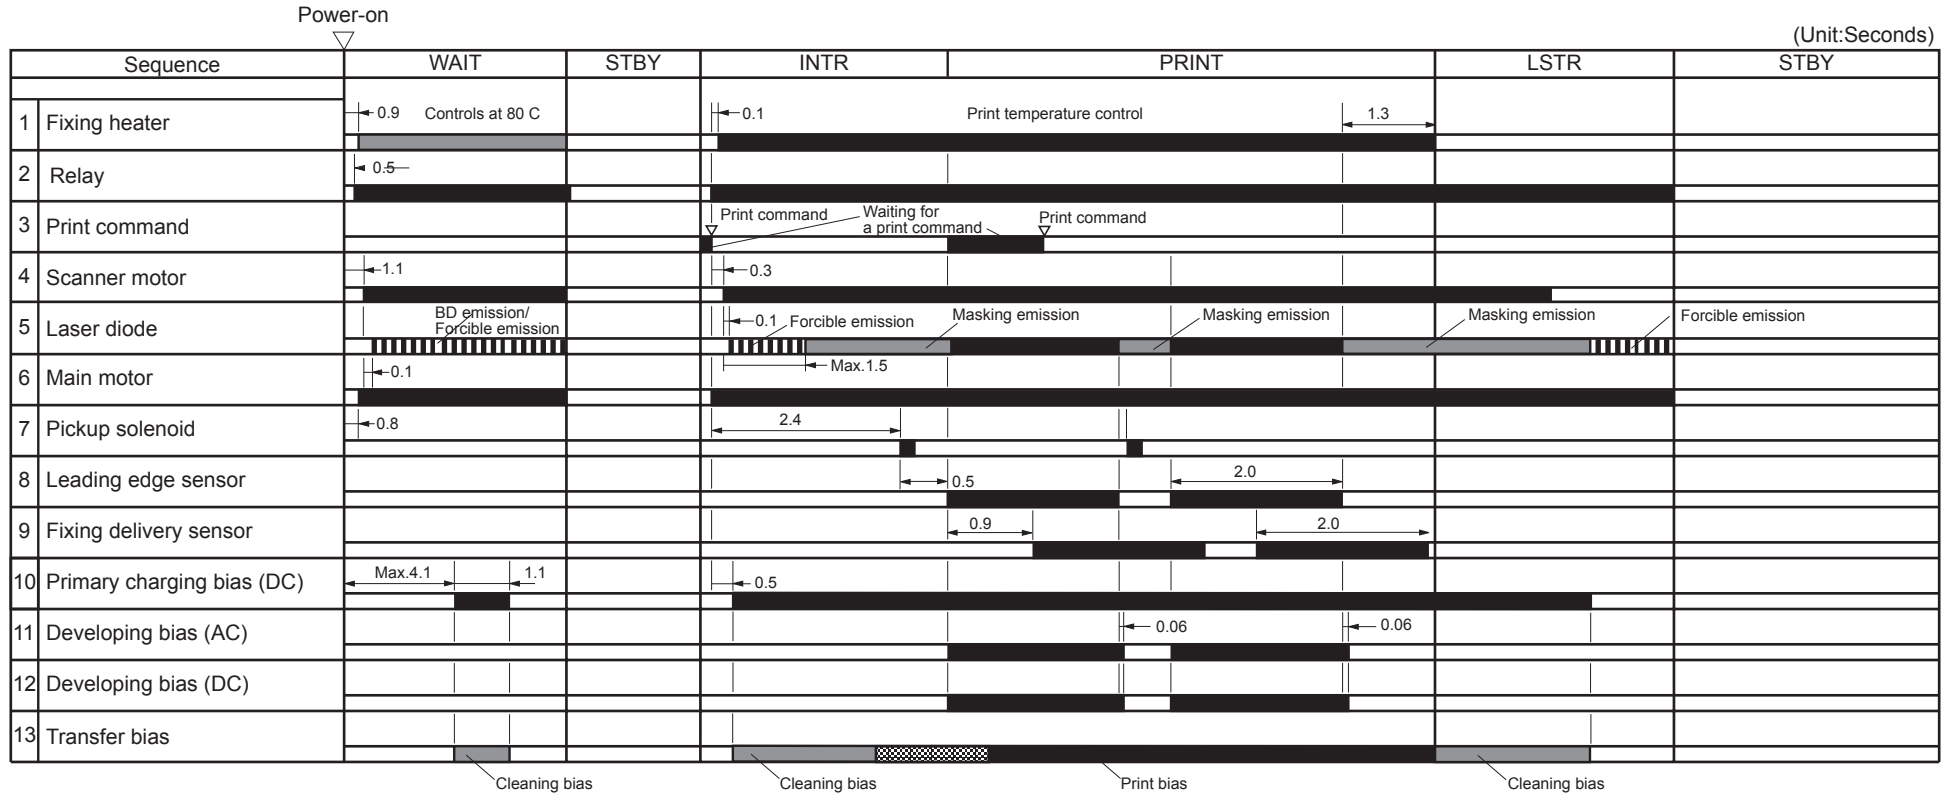 Power-on
(Unit:Seconds)
Sequence WAIT STBY INTR PRINT LSTR STBY
1 Fixing heater 0.9 Controls at 80 C 0.1 Print temperature control 1.3
2 Relay 0.5
3 Print command Print command Waiting for
a print command Print command
4 Scanner motor 1.1 0.3
5 Laser diode BD emission/
Forcible emission 0.1 Forcible emission Masking emission Masking emission Masking emission Forcible emission
Max.1.5
6 Main motor 0.1
7 Pickup solenoid 0.8 2.4
8 Leading edge sensor 0.5 2.0
9 Fixing delivery sensor 0.9 2.0
10 Primary charging bias (DC) Max.4.1 1.1 0.5
11 Developing bias (AC) 0.06 0.06
12 Developing bias (DC)
13 Transfer bias
Cleaning bias Cleaning bias Print bias Cleaning bias